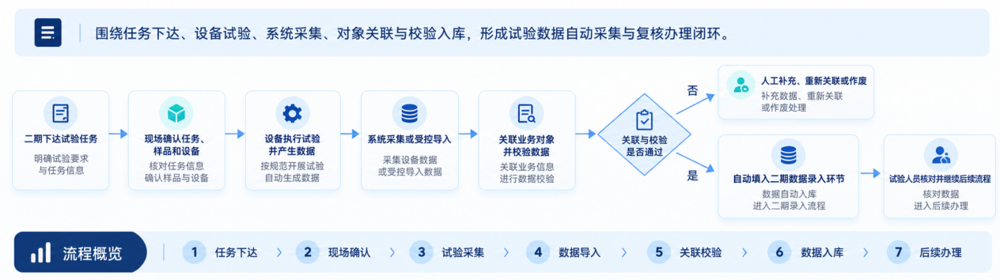 围绕任务下达、设备试验、系统采集、对象关联与校验入库，形成试验数据自动采集与复核办理闭环。
二期下达试验任务
明确试验要求
与任务信息
现场确认任务、
样品和设备
核对任务信息
确认样品与设备
设备执行试验
并产生数据
按规范开展试验
自动生成数据
系统采集或受控导入
采集设备数据
或受控导入数据
关联业务对象
并校验数据
关联业务信息
进行数据校验
关联与校验
是否通过
否
人工补充、重新关联或作废
补充数据、重新关联
或作废处理
是
自动填入二期数据录入环节
数据自动入库
进入二期录入流程
试验人员核对并继续后续流程
核对数据
进入后续办理
流程概览
1 任务下达
2 现场确认
3 试验采集
4 数据导入
5 关联校验
6 数据入库
7 后续办理